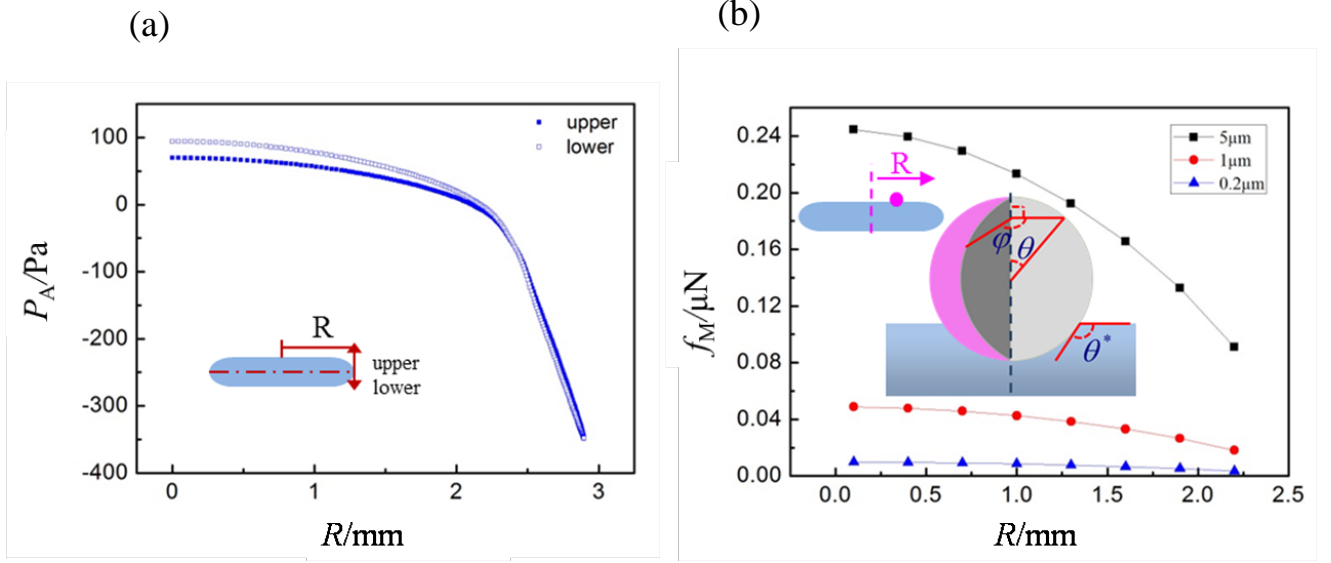 (a)
(b)
100
0
-100
-200
-300
-400
P_A/Pa
upper
lower
R
upper
lower
0
1
2
3
R/mm
0.24
0.20
0.16
0.12
0.08
0.04
0.00
f_M/μN
5μm
1μm
0.2μm
R
φ
θ
θ*
0.0
0.5
1.0
1.5
2.0
2.5
R/mm